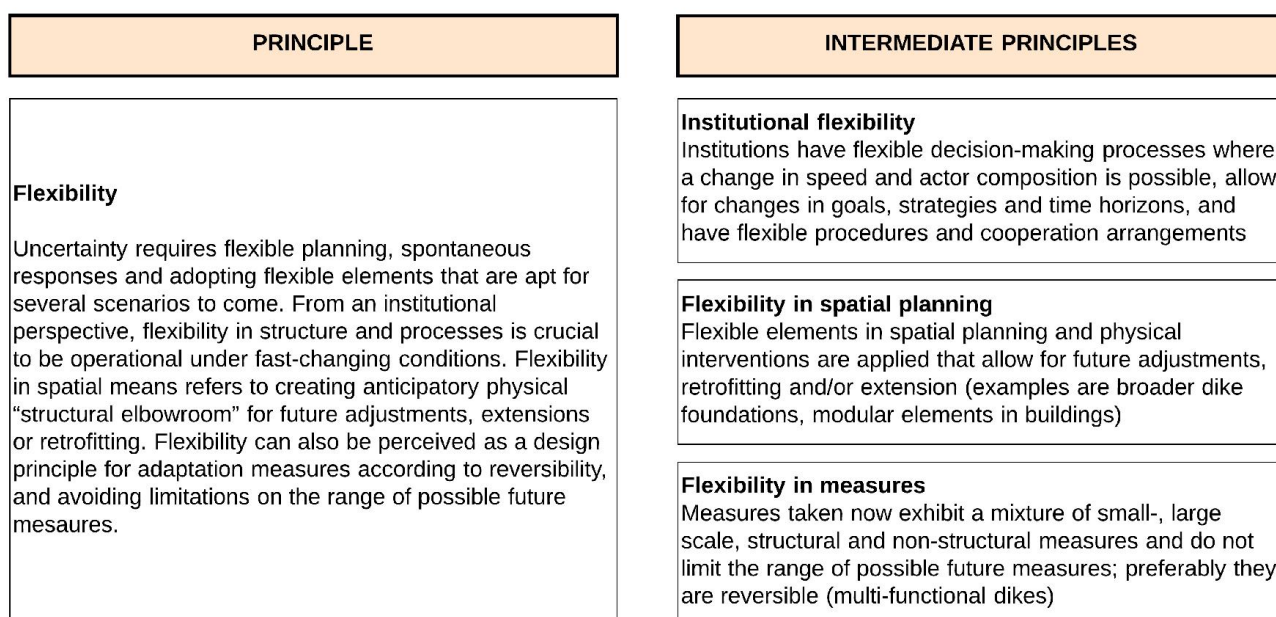 PRINCIPLE
Flexibility
Uncertainty requires flexible planning, spontaneous
responses and adopting flexible elements that are apt for
several scenarios to come. From an institutional
perspective, flexibility in structure and processes is crucial
to be operational under fast-changing conditions. Flexibility
in spatial means refers to creating anticipatory physical
“structural elbowroom” for future adjustments, extensions
or retrofitting. Flexibility can also be perceived as a design
principle for adaptation measures according to reversibility,
and avoiding limitations on the range of possible future
mesaures.
INTERMEDIATE PRINCIPLES
Institutional flexibility
Institutions have flexible decision-making processes where
a change in speed and actor composition is possible, allow
for changes in goals, strategies and time horizons, and
have flexible procedures and cooperation arrangements
Flexibility in spatial planning
Flexible elements in spatial planning and physical
interventions are applied that allow for future adjustments,
retrofitting and/or extension (examples are broader dike
foundations, modular elements in buildings)
Flexibility in measures
Measures taken now exhibit a mixture of small-, large
scale, structural and non-structural measures and do not
limit the range of possible future measures; preferably they
are reversible (multi-functional dikes)